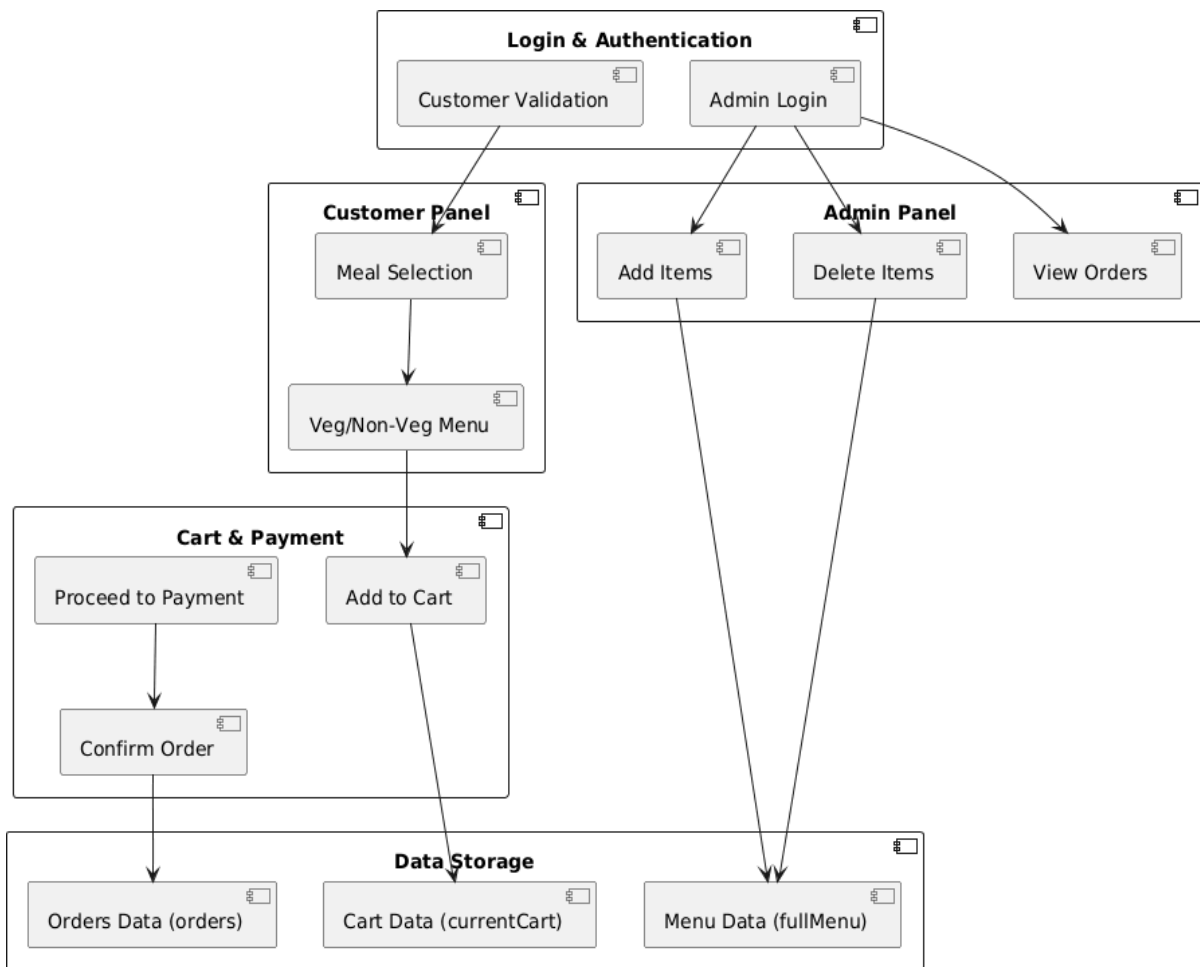 Login & Authentication
Customer Validation
Admin Login
Customer Panel
Admin Panel
Meal Selection
Add Items
Delete Items
View Orders
Veg/Non-Veg Menu
Cart & Payment
Proceed to Payment
Add to Cart
Confirm Order
Data Storage
Orders Data (orders)
Cart Data (currentCart)
Menu Data (fullMenu)